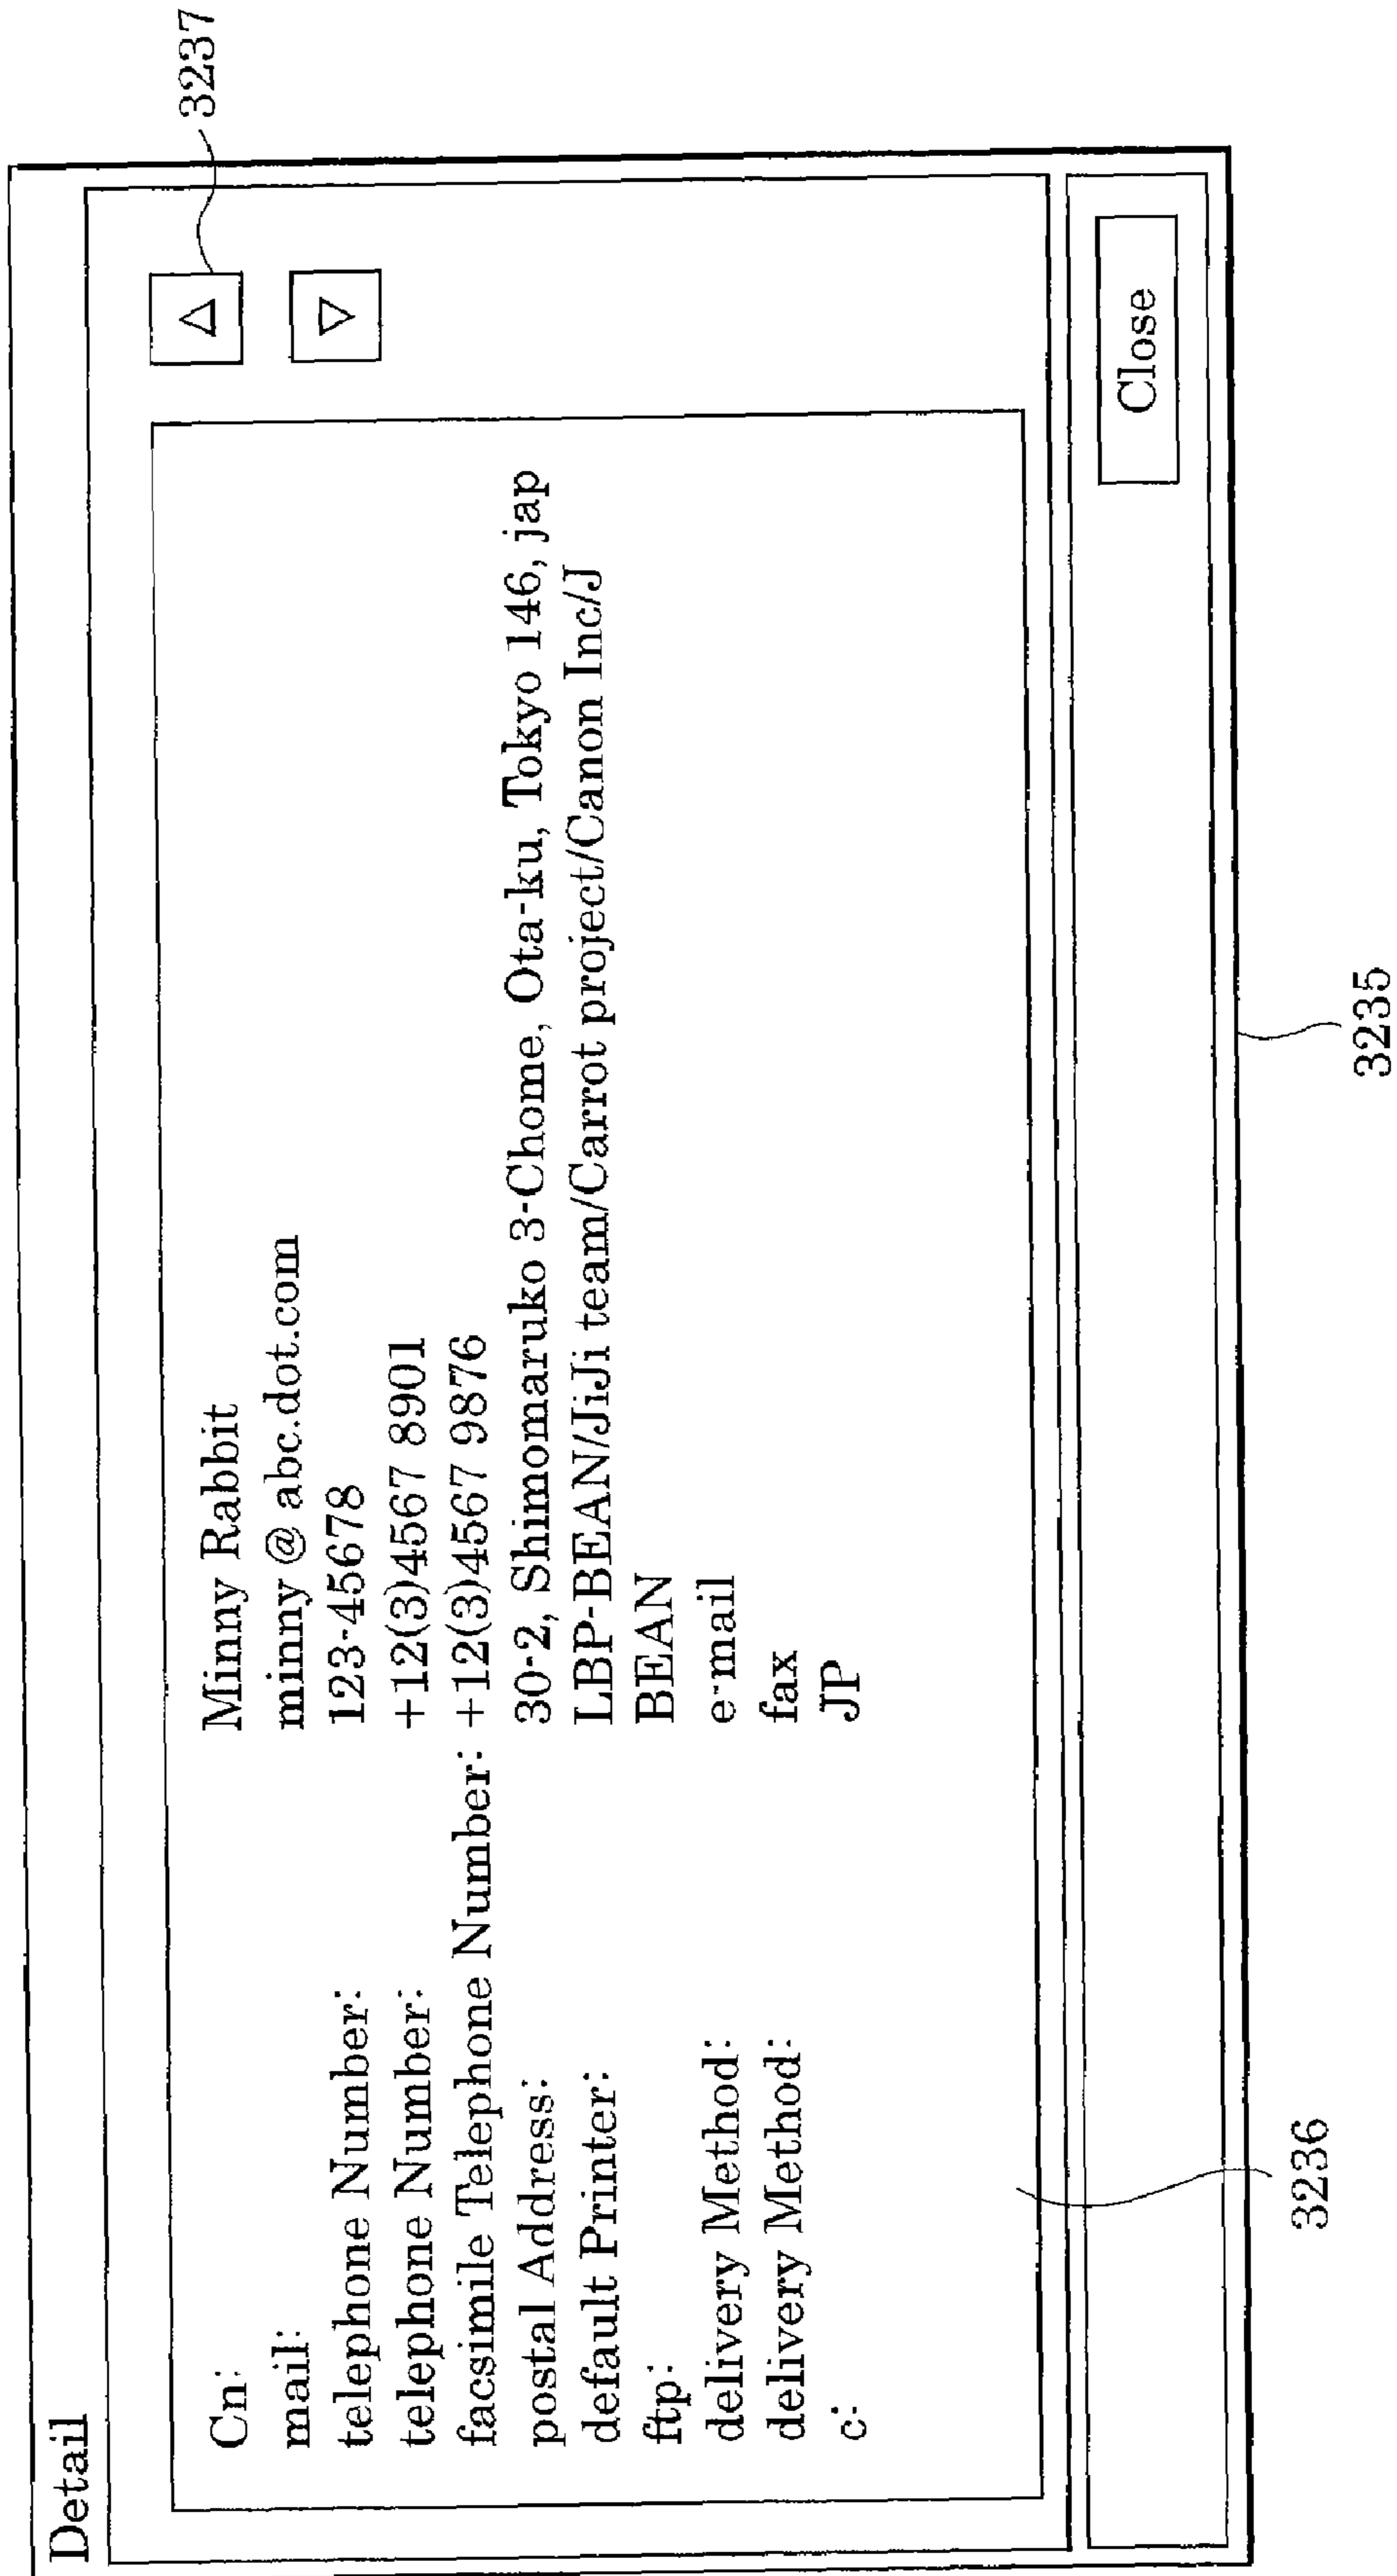 Detail
Cn: Minny Rabbit
mail: minny @ abc.dot.com
telephone Number: 123-45678
telephone Number: +12(3)4567 8901
facsimile Telephone Number: +12(3)4567 9876
postal Address: 30-2, Shimomaruko 3-Chome, Ota-ku, Tokyo 146, jap
default Printer: LBP-BEAN/JiJi team/Carrot project/Canon Inc/J
ftp: BEAN
delivery Method: e-mail
delivery Method: fax
c: JP
Close
3237
3236
3235